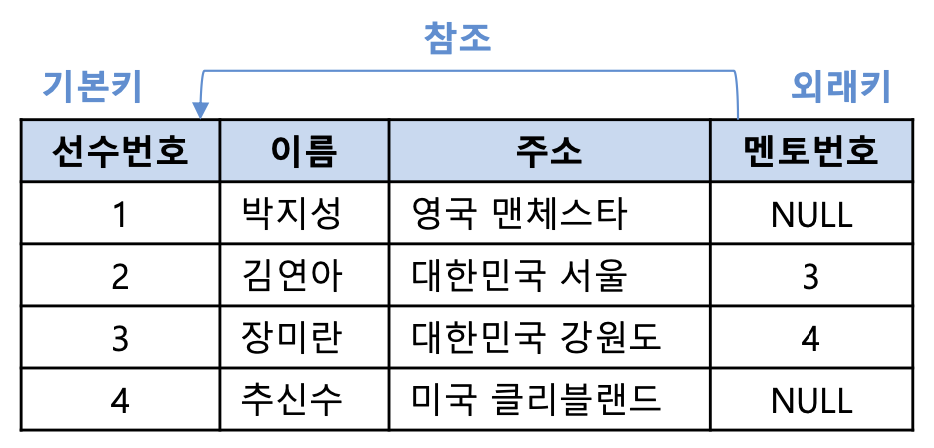 참조
기본키 외래키
선수번호 이름 주소 멘토번호
1 박지성 영국 맨체스타 NULL
2 김연아 대한민국 서울 3
3 장미란 대한민국 강원도 4
4 추신수 미국 클리블랜드 NULL